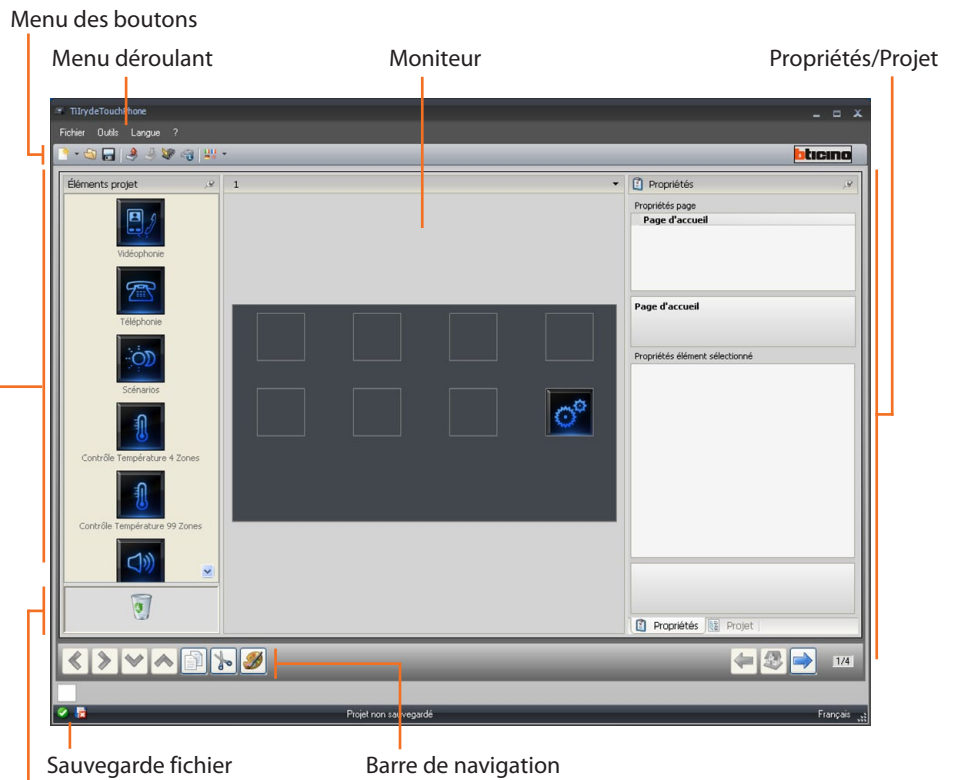 Menu des boutons
Menu déroulant
Moniteur
Propriétés/Projet
TiIrydeTouchPhone
Fichier Outils Langue ?
bticino
Éléments projet
1
Propriétés
Propriétés page
Page d'accueil
Vidéophonie
Téléphonie
Page d'accueil
Scénarios
Propriétés élément sélectionné
Contrôle Température 4 Zones
Contrôle Température 99 Zones
Propriétés
Projet
1/4
Projet non sauvegardé
Français
Sauvegarde fichier
Barre de navigation